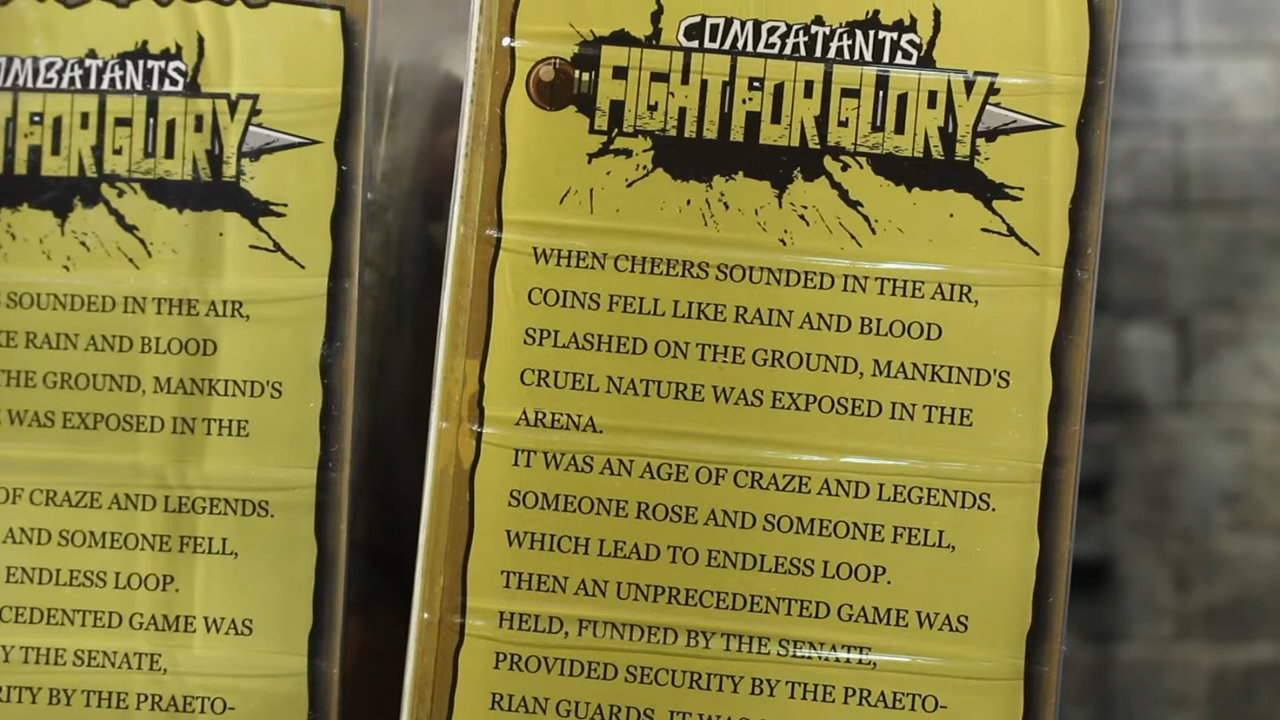 OMBATANTS
T FOR GLORY
SOUNDED IN THE AIR,
KE RAIN AND BLOOD
THE GROUND, MANKIND'S
WAS EXPOSED IN THE
OF CRAZE AND LEGENDS.
AND SOMEONE FELL,
ENDLESS LOOP.
CEDENTED GAME WAS
Y THE SENATE,
RITY BY THE PRAETO-
COMBATANTS
FIGHT FOR GLORY
WHEN CHEERS SOUNDED IN THE AIR,
COINS FELL LIKE RAIN AND BLOOD
SPLASHED ON THE GROUND, MANKIND'S
CRUEL NATURE WAS EXPOSED IN THE
ARENA.
IT WAS AN AGE OF CRAZE AND LEGENDS.
SOMEONE ROSE AND SOMEONE FELL,
WHICH LEAD TO ENDLESS LOOP.
THEN AN UNPRECEDENTED GAME WAS
HELD, FUNDED BY THE SENATE,
PROVIDED SECURITY BY THE PRAETO-
RIAN GUARDS. IT